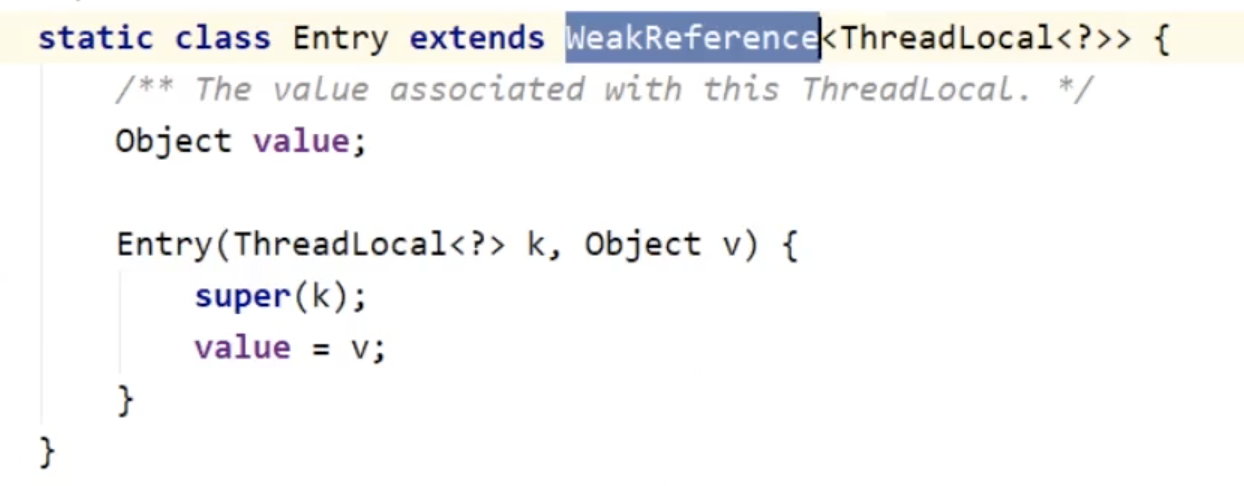 static class Entry extends WeakReference<ThreadLocal<?>> {
/** The value associated with this ThreadLocal. */
Object value;
Entry(ThreadLocal<?> k, Object v) {
super(k);
value = v;
}
}